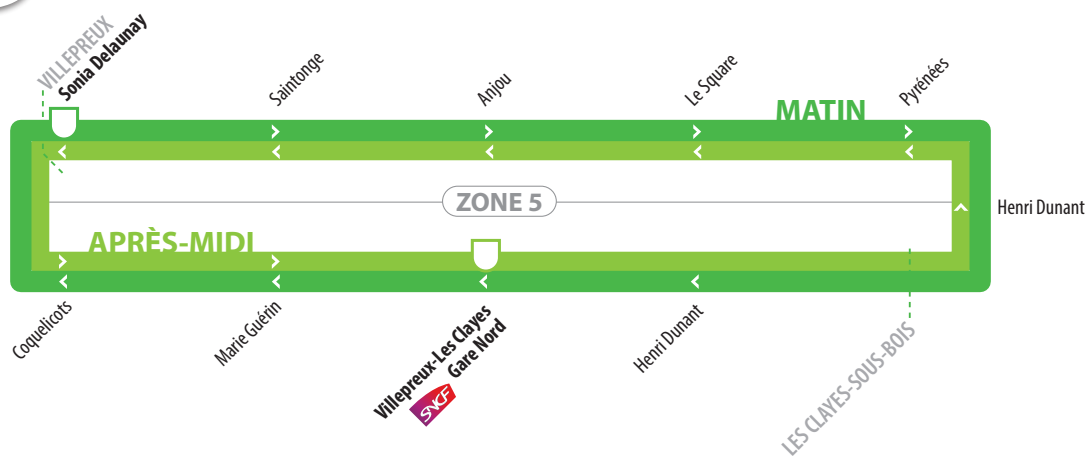 VILLEPREUX
Sonia Delaunay
Saintonge
Anjou
Le Square
Pyrénées
MATIN
ZONE 5
Henri Dunant
APRÈS-MIDI
Coquelicots
Marie Guérin
Villepreux-Les Clayes
Gare Nord
SNCF
Henri Dunant
LES CLAYES-SOUS-BOIS